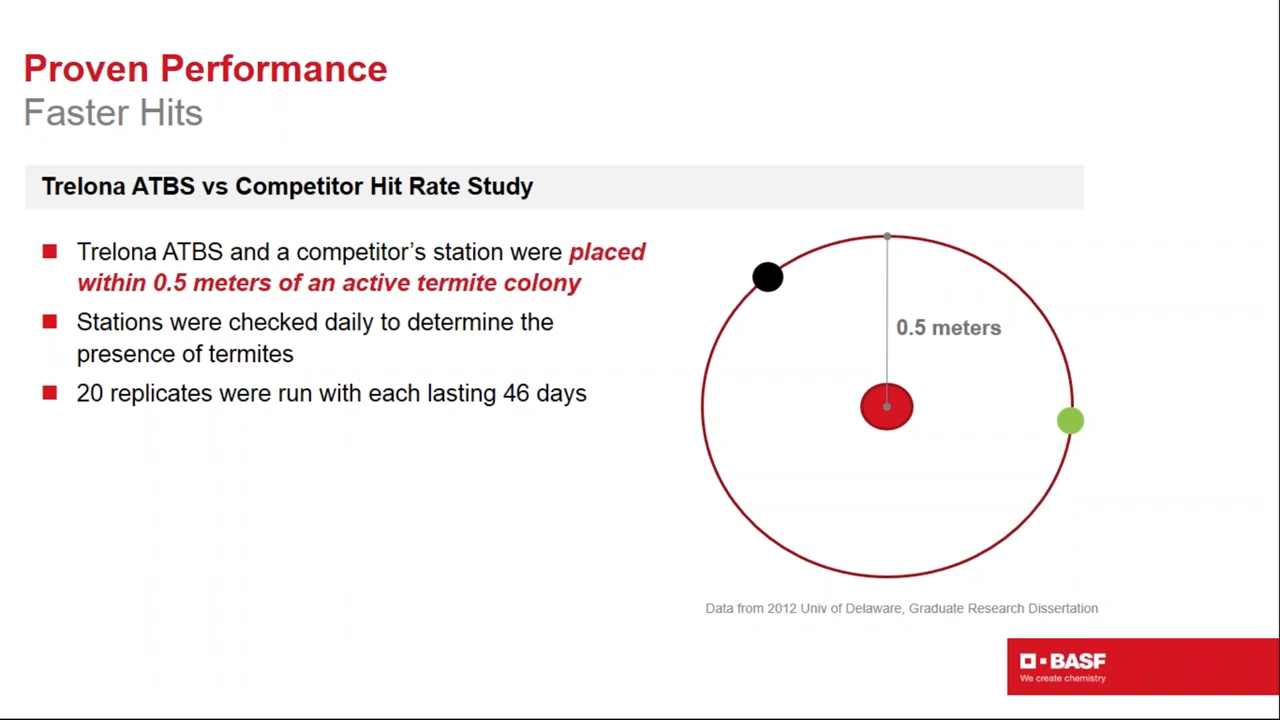 Proven Performance
Faster Hits
Trelona ATBS vs Competitor Hit Rate Study
Trelona ATBS and a competitor’s station were placed
within 0.5 meters of an active termite colony
Stations were checked daily to determine the
presence of termites
20 replicates were run with each lasting 46 days
0.5 meters
Data from 2012 Univ of Delaware, Graduate Research Dissertation
BASF
We create chemistry